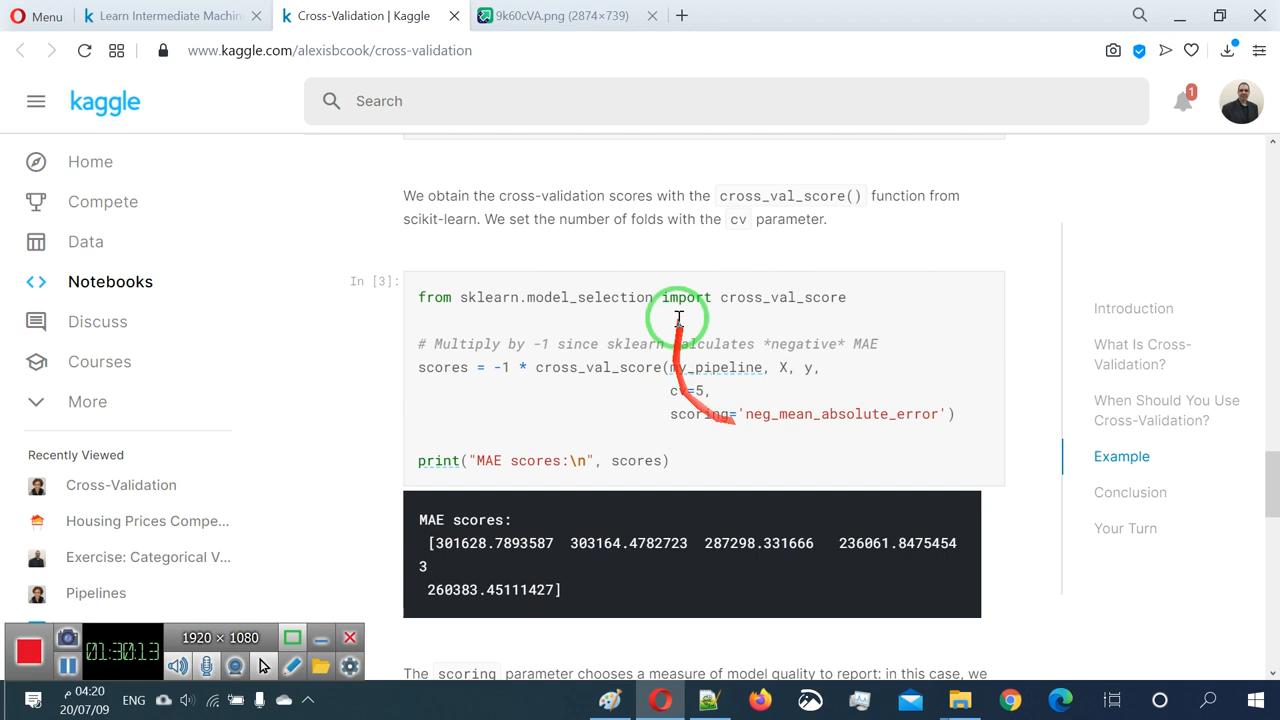 Menu
Learn Intermediate Machin
Cross-Validation | Kaggle
9k60cVA.png (2874×739)
www.kaggle.com/alexisbcook/cross-validation
kaggle
Search
1
Home
Compete
Data
Notebooks
Discuss
Courses
More
Recently Viewed
Cross-Validation
Housing Prices Compe...
Exercise: Categorical V...
Pipelines
We obtain the cross-validation scores with the cross_val_score() function from
scikit-learn. We set the number of folds with the cv parameter.
In [3]:
from sklearn.model_selection import cross_val_score
# Multiply by -1 since sklearn calculates *negative* MAE
scores = -1 * cross_val_score(my_pipeline, X, y,
cv=5,
scoring='neg_mean_absolute_error')
print("MAE scores:\n", scores)
MAE scores:
[301628.7893587 303164.4782723 287298.331666 236061.8475454
3
260383.45111427]
The scoring parameter chooses a measure of model quality to report: in this case, we
Introduction
What Is Cross-
Validation?
When Should You Use
Cross-Validation?
Example
Conclusion
Your Turn
01:30:13
1920 × 1080
04:20 م
20/07/09
ENG